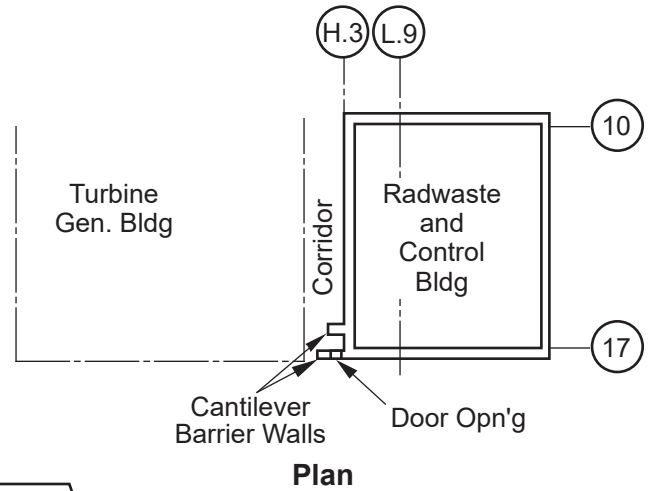 H.3
L.9
10
Turbine
Gen. Bldg
Corridor
Radwaste
and
Control
Bldg
17
Cantilever
Barrier Walls
Door Opn'g
Plan